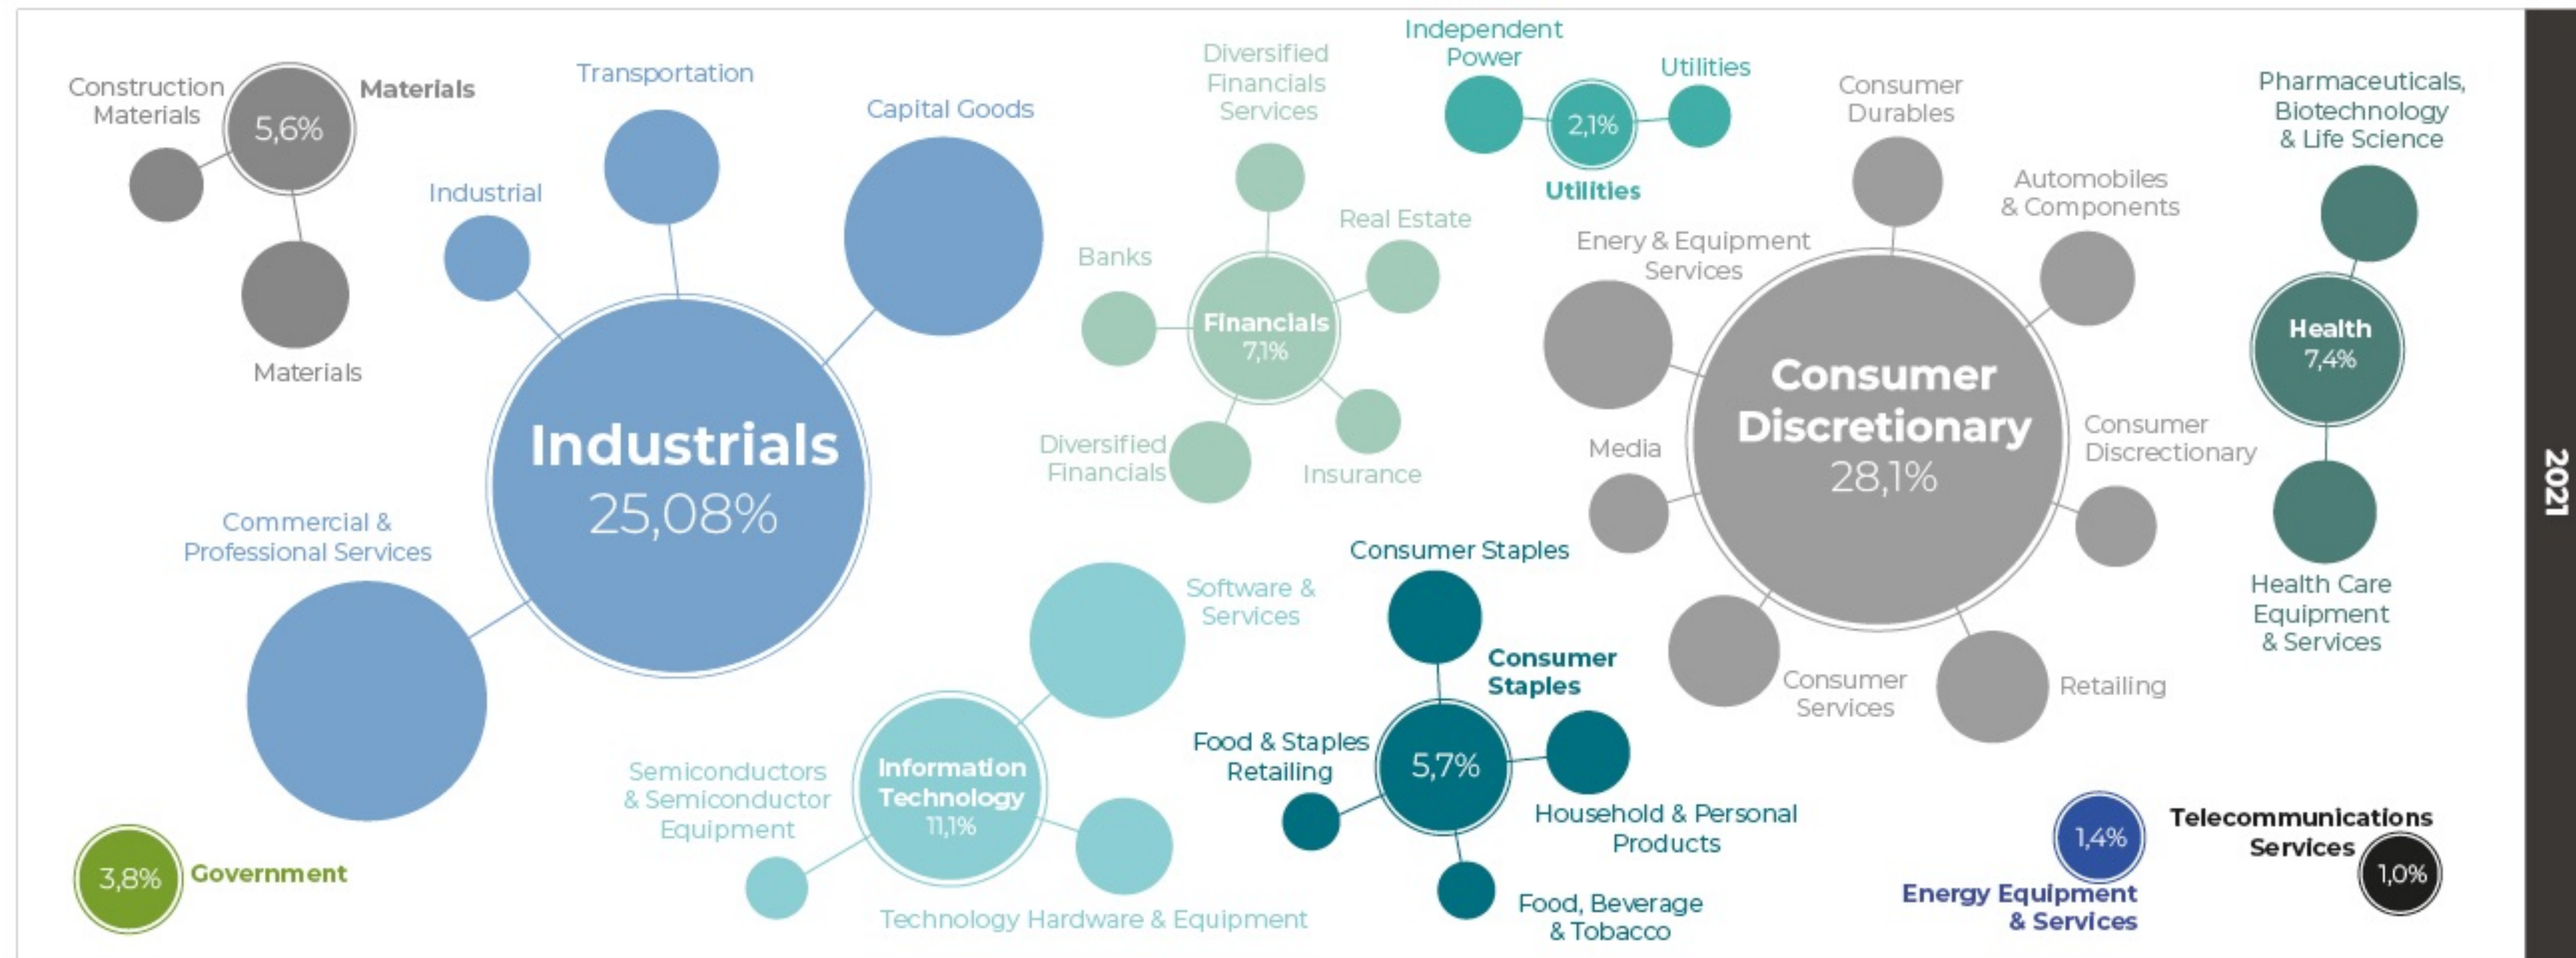 Construction
Materials
5,6%
Materials
Materials
Transportation
Capital Goods
Industrial
Industrials
25,08%
Commercial &
Professional Services
3,8%
Government
Diversified
Financials
Services
Real Estate
Banks
Financials
7,1%
Diversified
Financials
Insurance
Independent
Power
2,1%
Utilities
Utilities
Software &
Services
Semiconductors
& Semiconductor
Equipment
Information
Technology
11,1%
Technology Hardware & Equipment
Consumer Staples
Consumer
Staples
Food & Staples
Retailing
5,7%
Household & Personal
Products
Food, Beverage
& Tobacco
Consumer
Durables
Automobiles
& Components
Enery & Equipment
Services
Consumer
Discretionary
28,1%
Media
Consumer
Discrectionary
Consumer
Services
Retailing
Pharmaceuticals,
Biotechnology
& Life Science
Health
7,4%
Health Care
Equipment
& Services
1,4%
Energy Equipment
& Services
Telecommunications
Services
1,0%
2021